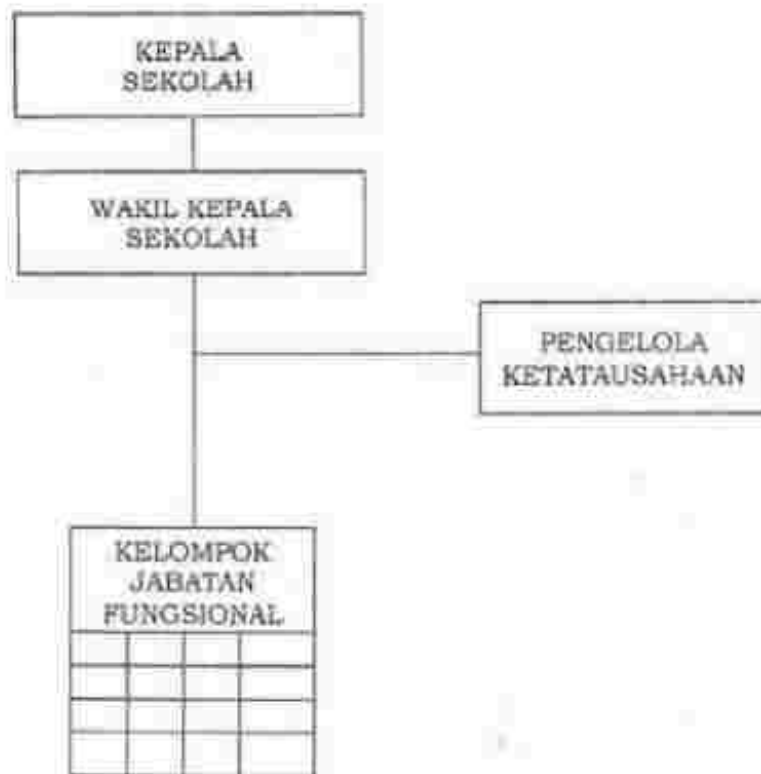 KEPALA
SEKOLAH
WAKIL KEPALA
SEKOLAH
PENGELOLA
KETATAUSAHAAN
KELOMPOK
JABATAN
FUNGSIONAL